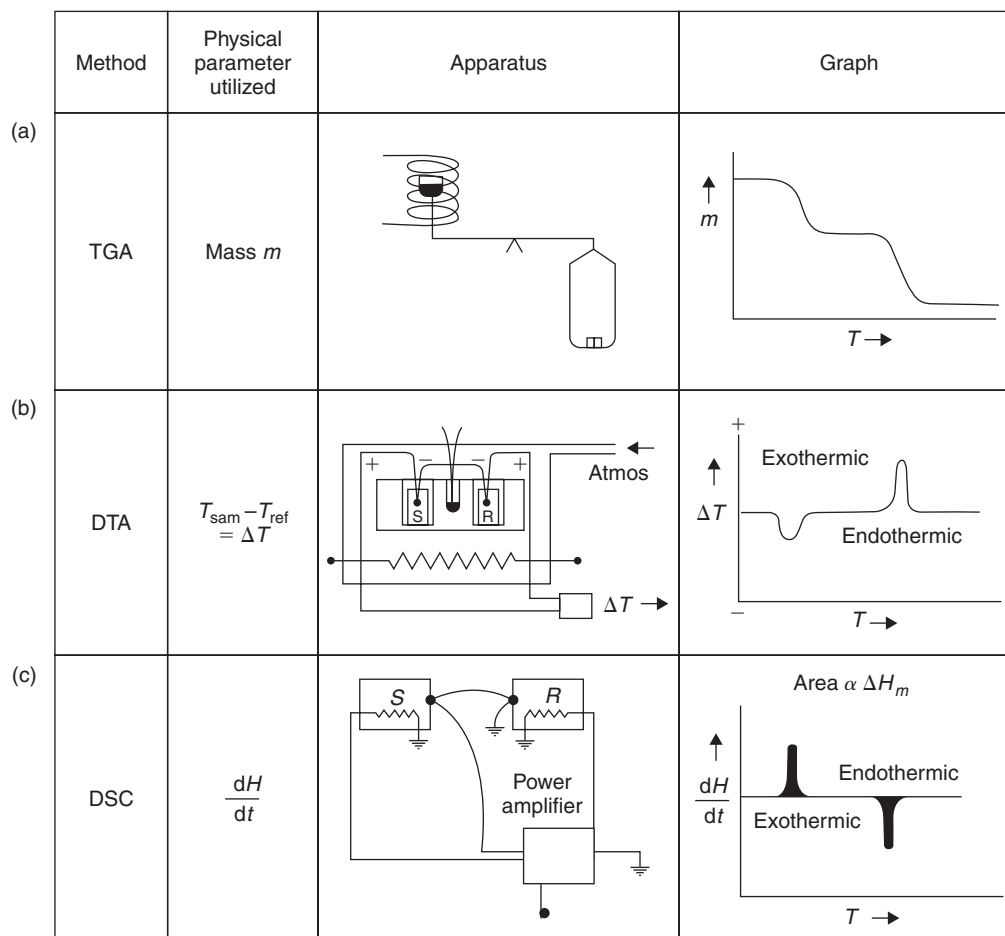 Method
Physical
parameter
utilized
Apparatus
Graph
(a)
TGA
Mass m
m
T
(b)
DTA
T_sam – T_ref
= ΔT
+ – – +
S R
Atmos
ΔT
+
Exothermic
ΔT
Endothermic
–
T
(c)
DSC
dH
dt
S R
Power
amplifier
Area α ΔH_m
dH
dt
Endothermic
Exothermic
T